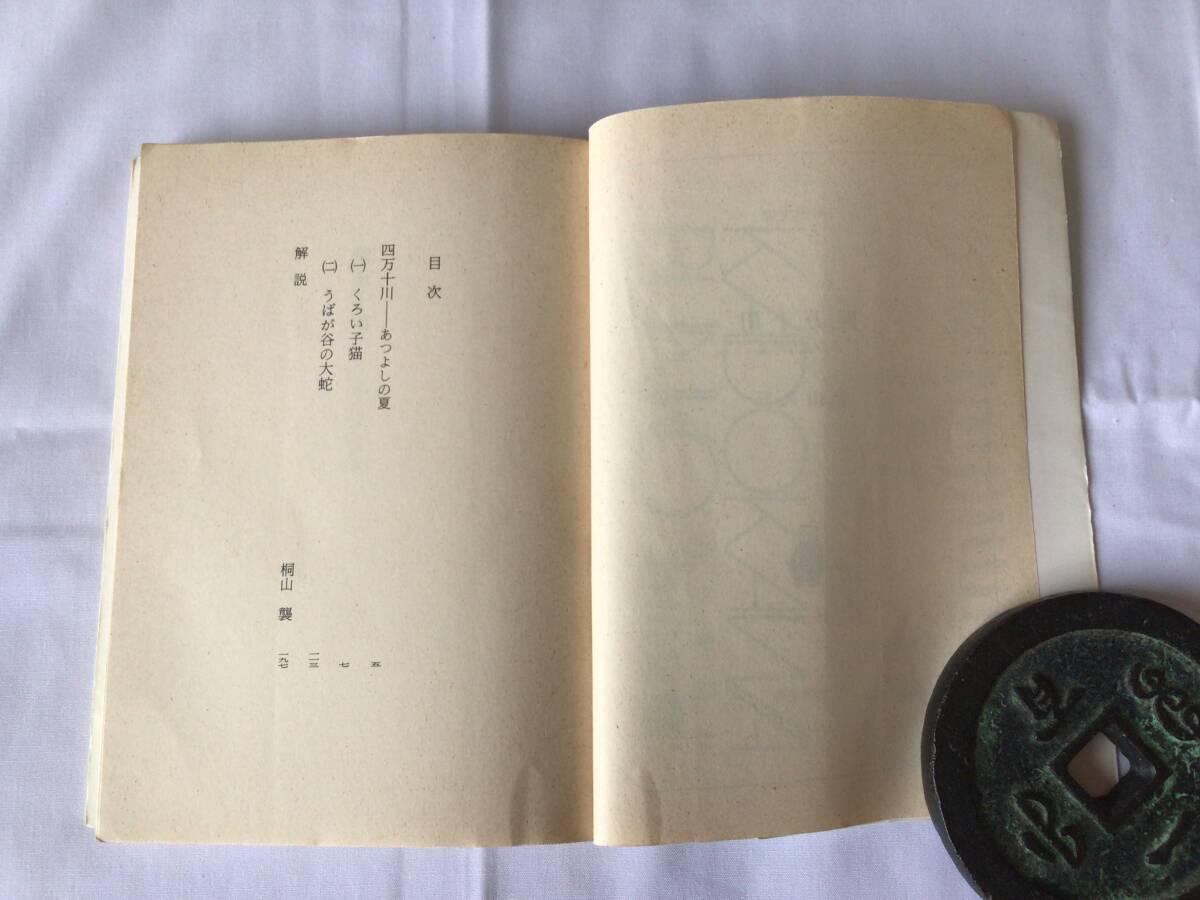 目次
四万十川――あつよしの夏 五
㈠ くろい子猫 七
㈡ うばが谷の大蛇 一一三
解説 桐山 襲 一九七